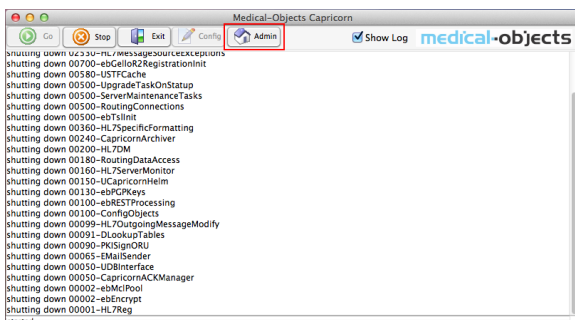 Medical-Objects Capricorn
Go Stop Exit Config Admin Show Log medical-objects
shutting down 02550-HL7MessageSourceExceptions
shutting down 00700-ebGelloR2RegistrationInit
shutting down 00580-USTFCache
shutting down 00500-UpgradeTaskOnStatup
shutting down 00500-ServerMaintenanceTasks
shutting down 00500-RoutingConnections
shutting down 00500-ebTslInit
shutting down 00360-HL7SpecificFormatting
shutting down 00240-CapricornArchiver
shutting down 00200-HL7DM
shutting down 00180-RoutingDataAccess
shutting down 00160-HL7ServerMonitor
shutting down 00150-UCapricornHelm
shutting down 00130-ebPGPKeys
shutting down 00100-ebRESTProcessing
shutting down 00100-ConfigObjects
shutting down 00099-HL7OutgoingMessageModify
shutting down 00091-DLookupTables
shutting down 00090-PKISignORU
shutting down 00065-EMailSender
shutting down 00050-UDBInterface
shutting down 00050-CapricornACKManager
shutting down 00002-ebMclPool
shutting down 00002-ebEncrypt
shutting down 00001-HL7Reg